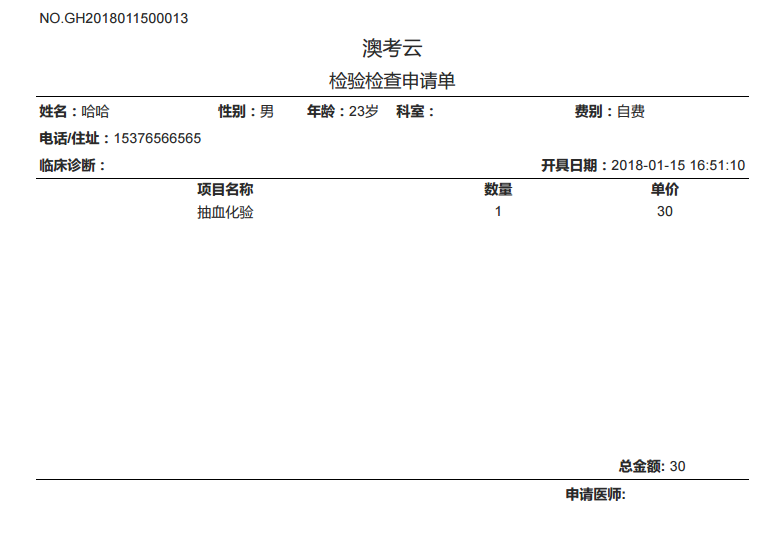 NO.GH2018011500013
澳考云
检验检查申请单
姓名：哈哈 性别：男 年龄：23岁 科室： 费别：自费
电话/住址：15376566565
临床诊断： 开具日期：2018-01-15 16:51:10
项目名称 数量 单价
抽血化验 1 30
总金额: 30
申请医师: